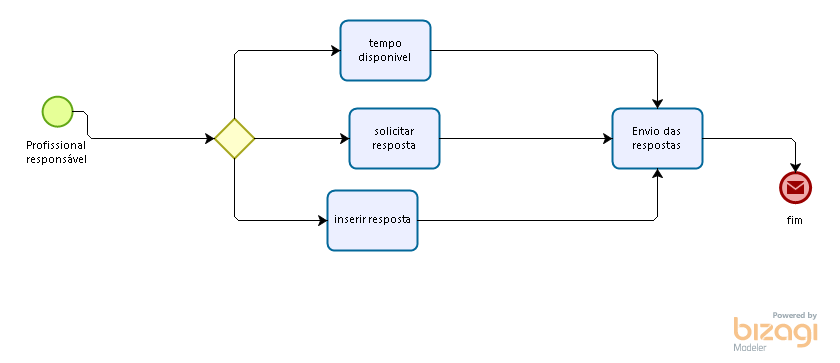 tempo
disponivel
solicitar
resposta
Envio das
respostas
Profissional
responsável
inserir resposta
fim
Powered by
bizagi
Modeler